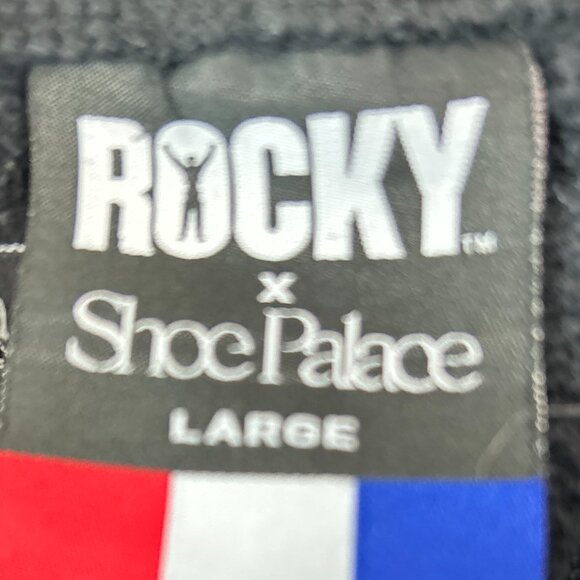 ROCKY™
x
Shoe Palace
LARGE